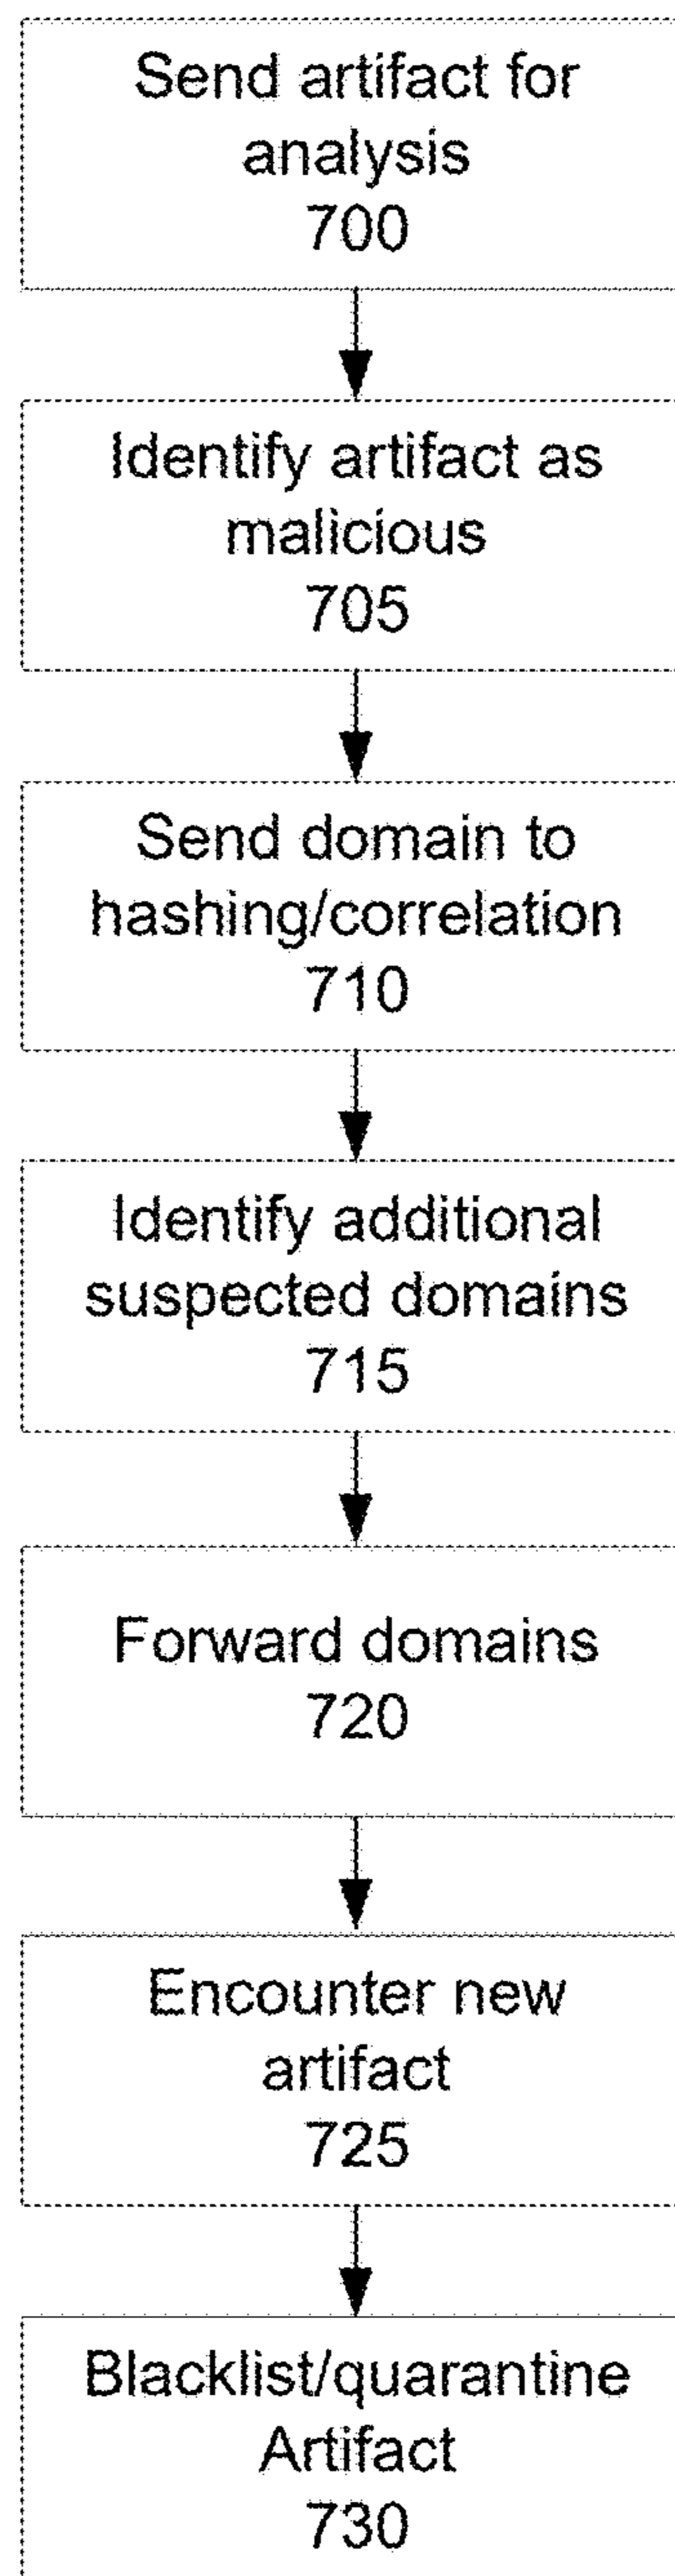 Send artifact for
analysis
700
Identify artifact as
malicious
705
Send domain to
hashing/correlation
710
Identify additional
suspected domains
715
Forward domains
720
Encounter new
artifact
725
Blacklist/quarantine
Artifact
730